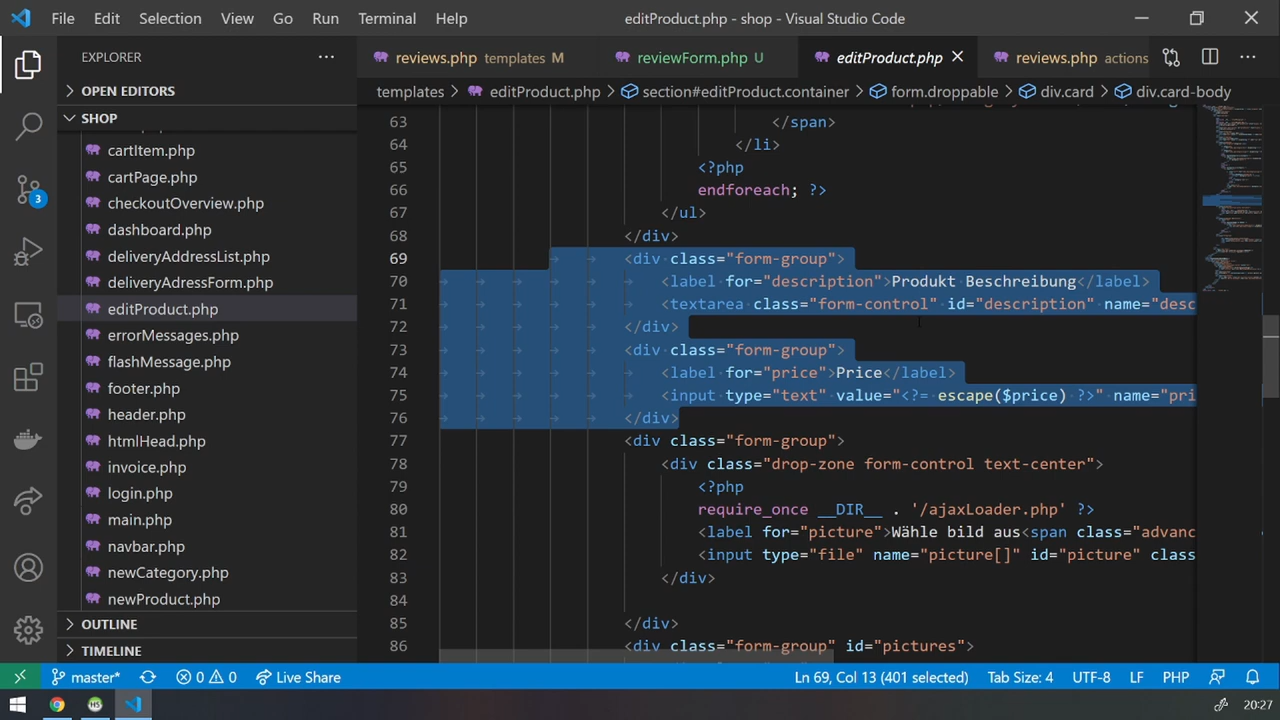 File Edit Selection View Go Run Terminal Help editProduct.php - shop - Visual Studio Code
EXPLORER
reviews.php templates M reviewForm.php U editProduct.php reviews.php actions
OPEN EDITORS
templates editProduct.php section#editProduct.container form.droppable div.card div.card-body
SHOP
cartItem.php
cartPage.php
checkoutOverview.php
dashboard.php
deliveryAddressList.php
deliveryAdressForm.php
editProduct.php
errorMessages.php
flashMessage.php
footer.php
header.php
htmlHead.php
invoice.php
login.php
main.php
navbar.php
newCategory.php
newProduct.php
OUTLINE
TIMELINE
3
63 </span>
64 </li>
65 <?php
66 endforeach; ?>
67 </ul>
68 </div>
69 <div class="form-group">
70 <label for="description">Produkt Beschreibung</label>
71 <textarea class="form-control" id="description" name="desc
72 </div>
73 <div class="form-group">
74 <label for="price">Price</label>
75 <input type="text" value="<?= escape($price) ?>" name="pri
76 </div>
77 <div class="form-group">
78 <div class="drop-zone form-control text-center">
79 <?php
80 require_once __DIR__ . '/ajaxLoader.php' ?>
81 <label for="picture">Wähle bild aus<span class="advanc
82 <input type="file" name="picture[]" id="picture" class
83 </div>
84
85 </div>
86 <div class="form-group" id="pictures">
master* 0 0 Live Share Ln 69, Col 13 (401 selected) Tab Size: 4 UTF-8 LF PHP
20:27